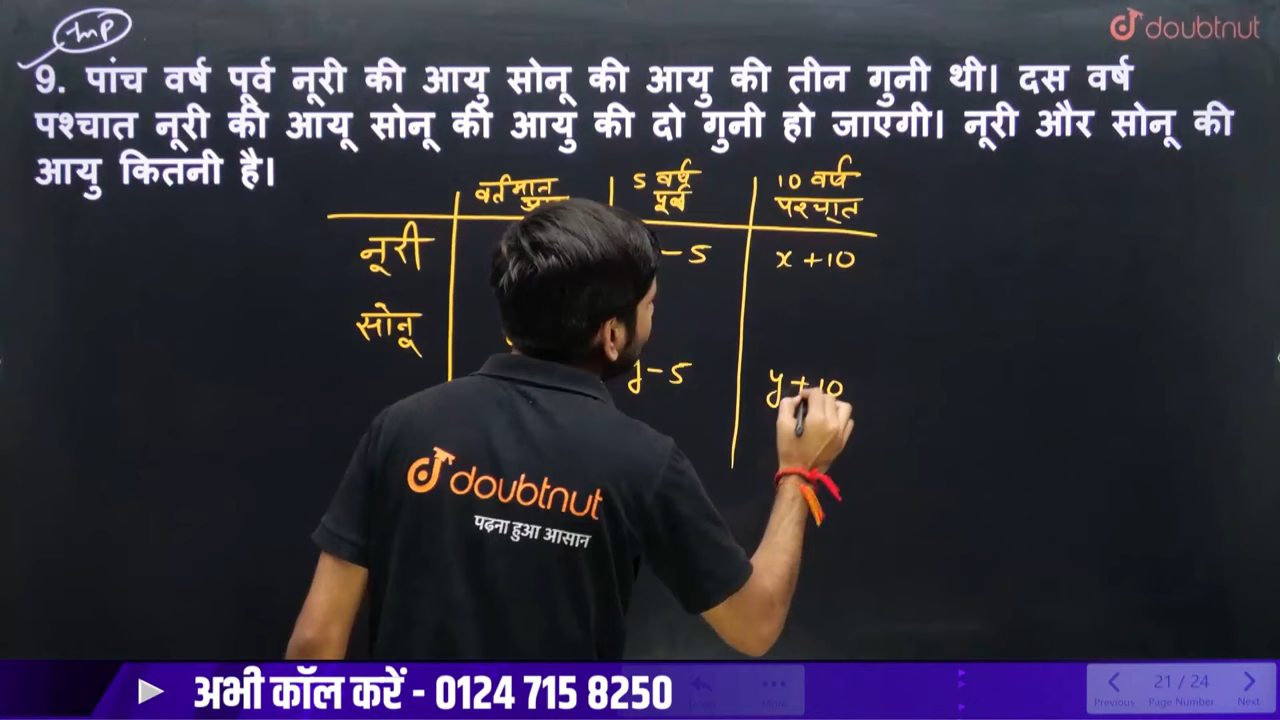 Imp
doubtnut
9. पांच वर्ष पूर्व नूरी की आयु सोनू की आयु की तीन गुनी थी। दस वर्ष
पश्चात नूरी की आयू सोनू की आयु की दो गुनी हो जाएगी। नूरी और सोनू की
आयु कितनी है।
वर्तमान 5 वर्ष 10 वर्ष
पूर्व पश्चात
नूरी - 5 x + 10
सोनू
y - 5 y + 10
doubtnut
पढ़ना हुआ आसान
अभी कॉल करें - 0124 715 8250
21 / 24
Previous Page Number Next